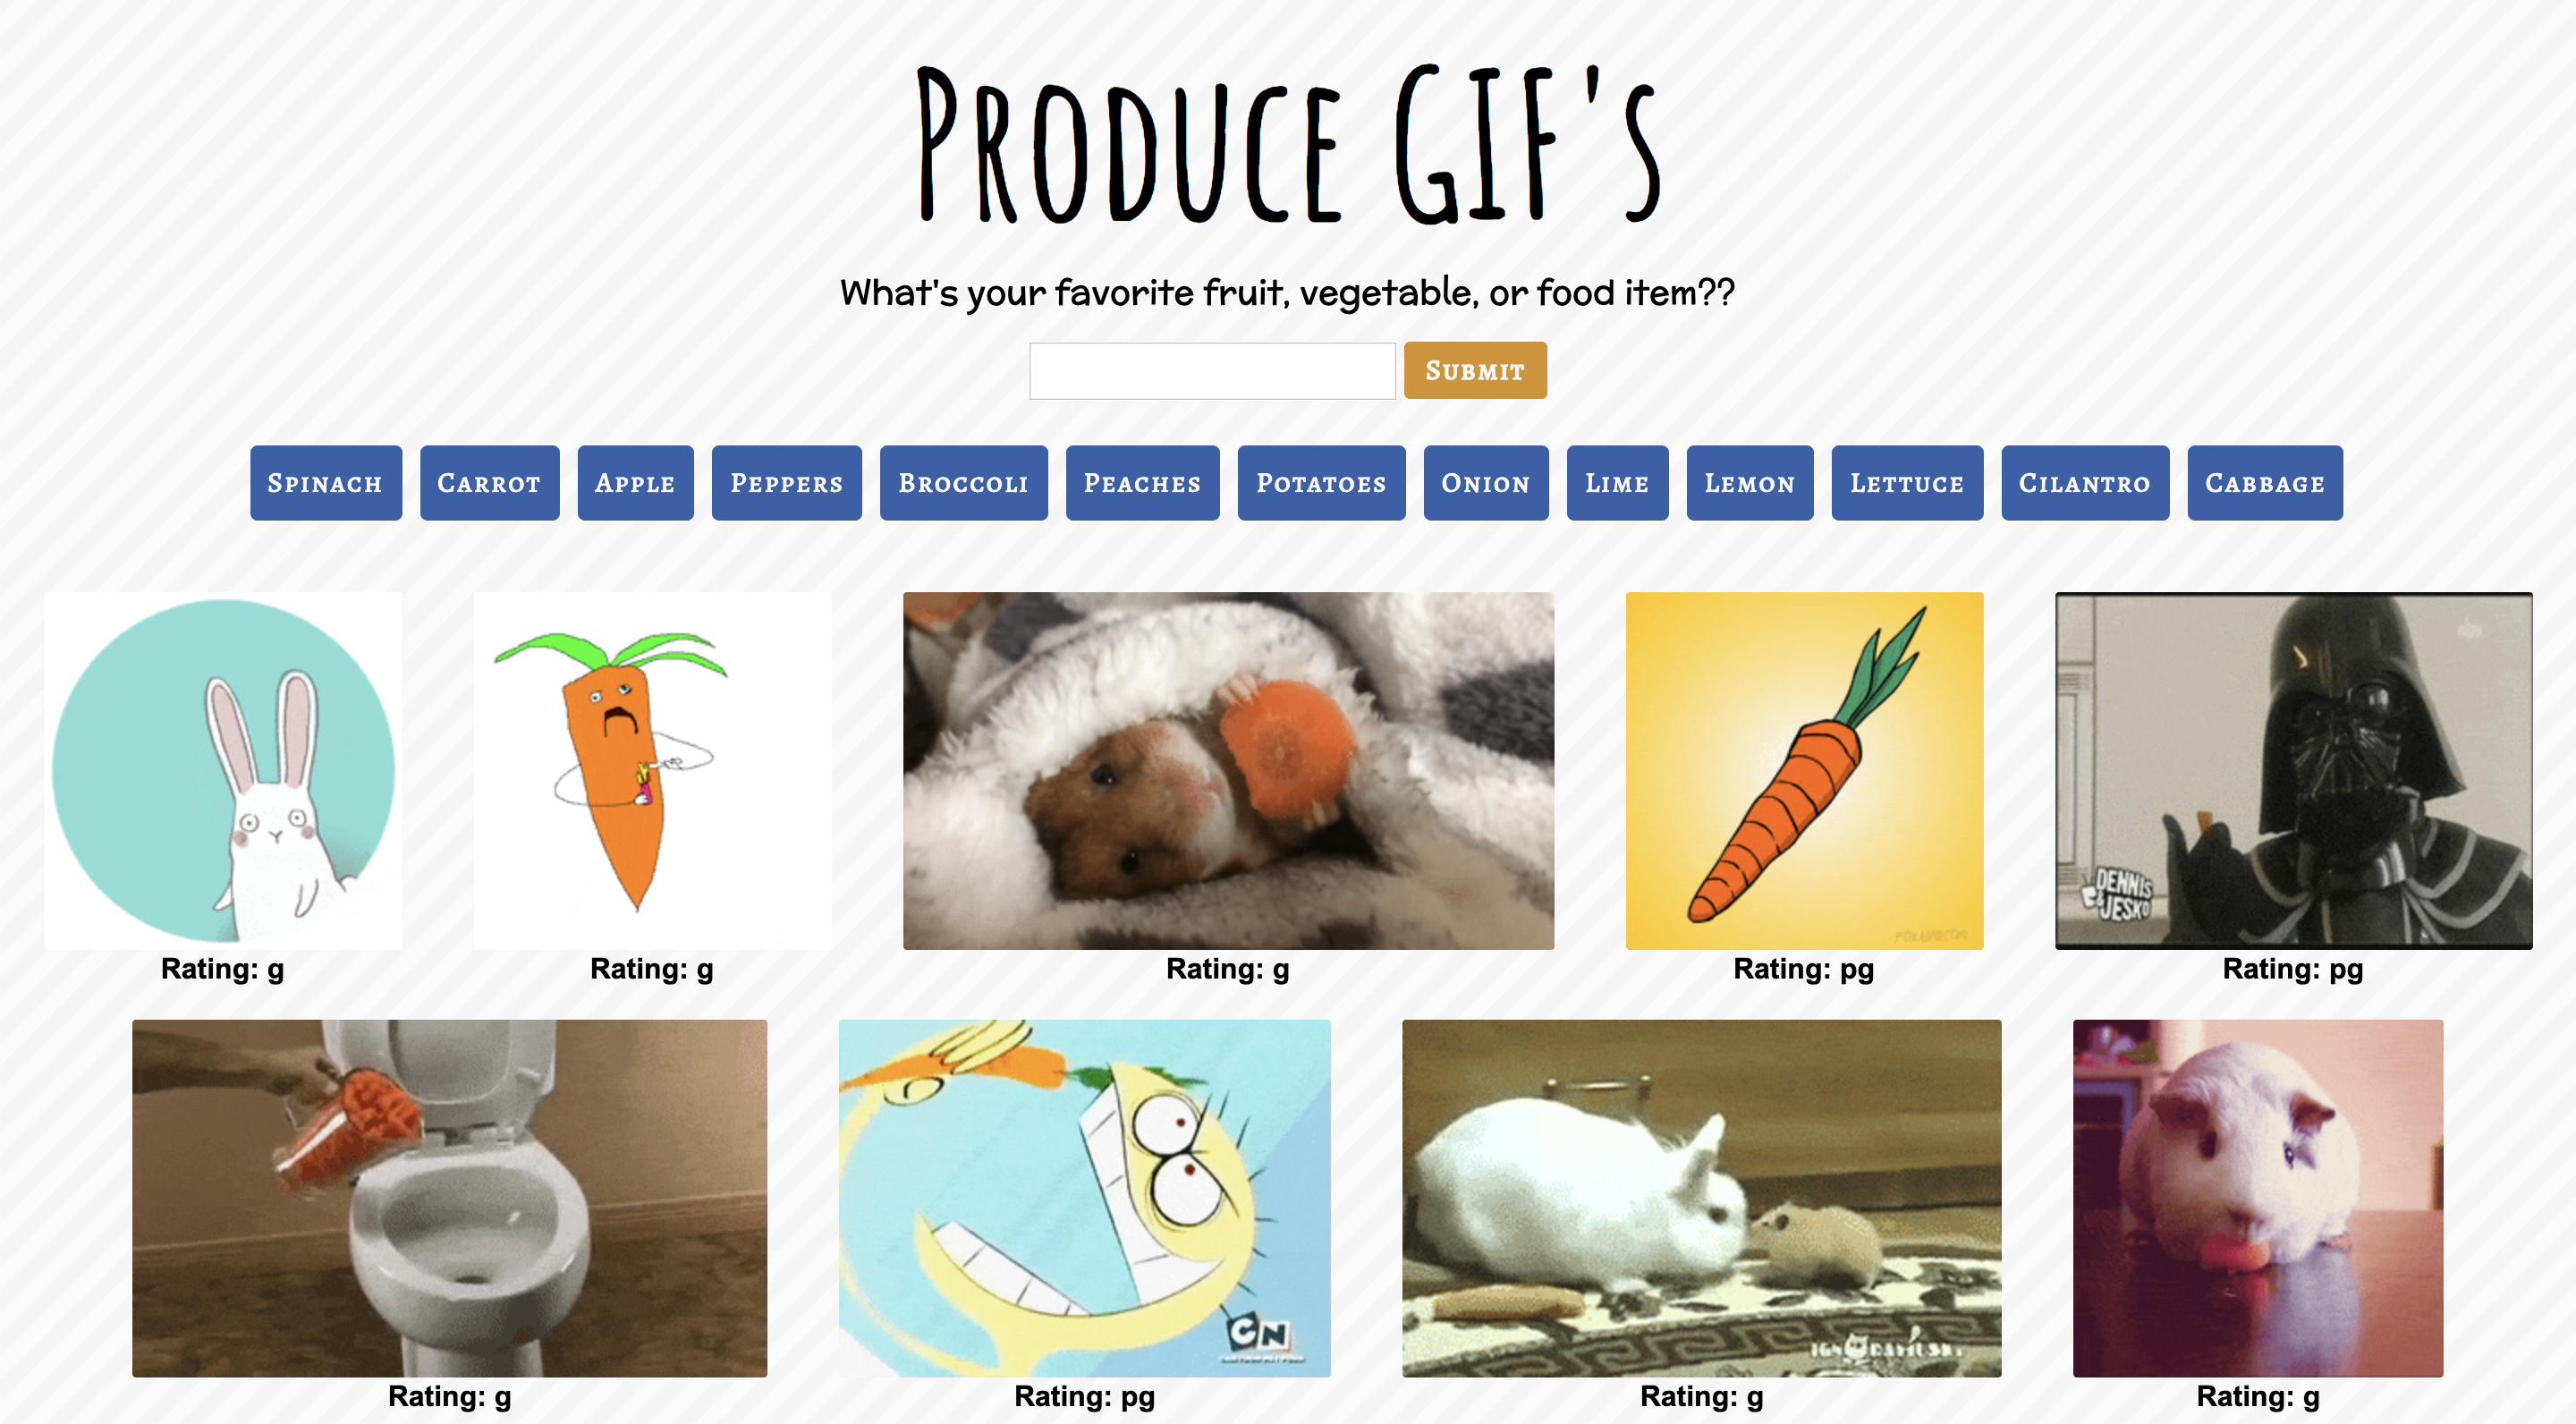 Produce GIF's
What's your favorite fruit, vegetable, or food item??
Submit
Spinach Carrot Apple Peppers Broccoli Peaches Potatoes Onion Lime Lemon Lettuce Cilantro Cabbage
DENNIS
& JESKO
Rating: g Rating: g Rating: g Rating: pg Rating: pg
CN
CARTOON NETWORK
Rating: g Rating: pg Rating: g Rating: g